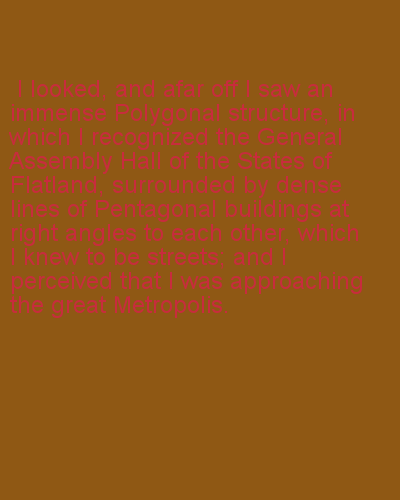 I looked, and afar off I saw an
immense Polygonal structure, in
which I recognized the General
Assembly Hall of the States of
Flatland, surrounded by dense
lines of Pentagonal buildings at
right angles to each other, which
I knew to be streets; and I
perceived that I was approaching
the great Metropolis.